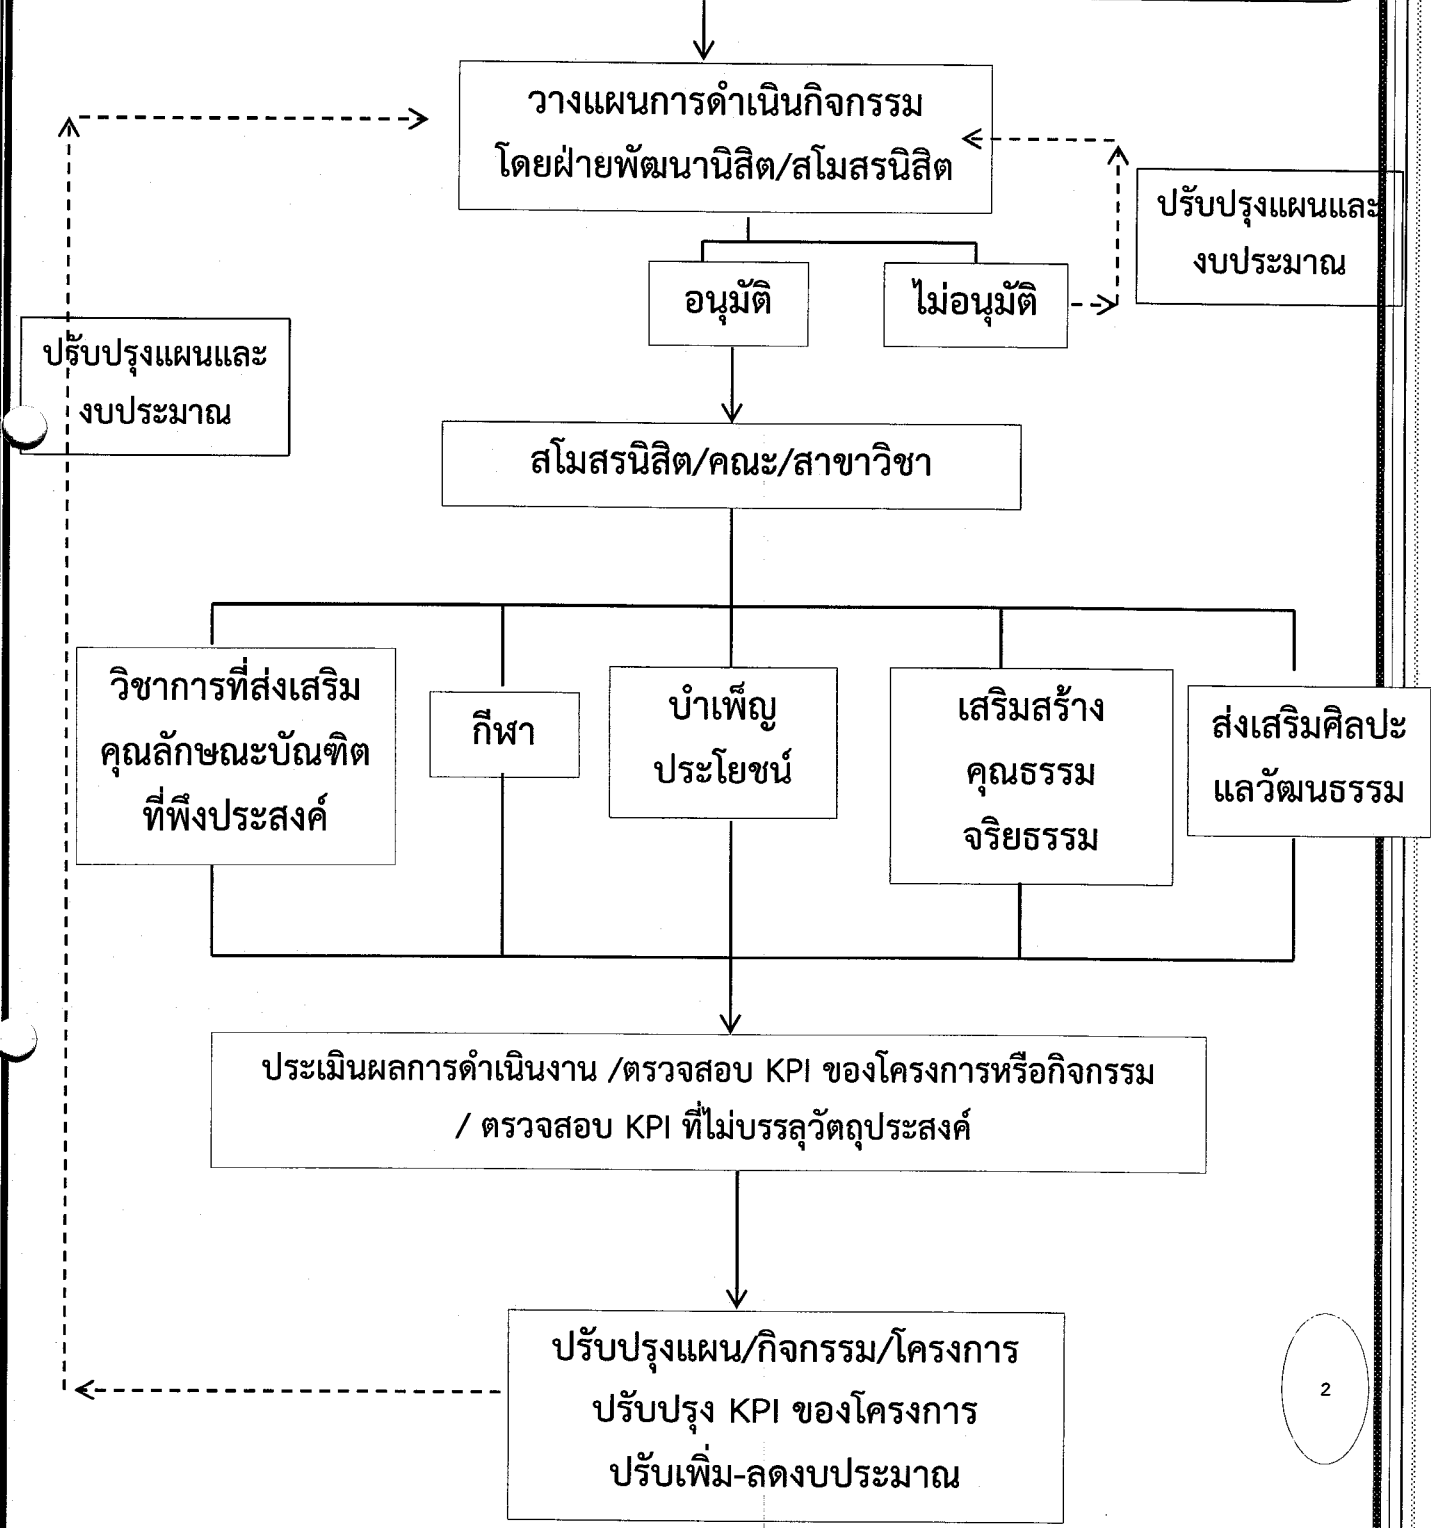 วางแผนการดำเนินกิจกรรม
โดยฝ่ายพัฒนานิสิต/สโมสรนิสิต
ปรับปรุงแผนและ
งบประมาณ
อนุมัติ
ไม่อนุมัติ
ปรับปรุงแผนและ
งบประมาณ
สโมสรนิสิต/คณะ/สาขาวิชา
วิชาการที่ส่งเสริม
คุณลักษณะบัณฑิต
ที่พึงประสงค์
กีฬา
บำเพ็ญ
ประโยชน์
เสริมสร้าง
คุณธรรม
จริยธรรม
ส่งเสริมศิลปะ
แลวัฒนธรรม
ประเมินผลการดำเนินงาน /ตรวจสอบ KPI ของโครงการหรือกิจกรรม
/ ตรวจสอบ KPI ที่ไม่บรรลุวัตถุประสงค์
ปรับปรุงแผน/กิจกรรม/โครงการ
ปรับปรุง KPI ของโครงการ
ปรับเพิ่ม-ลดงบประมาณ
2